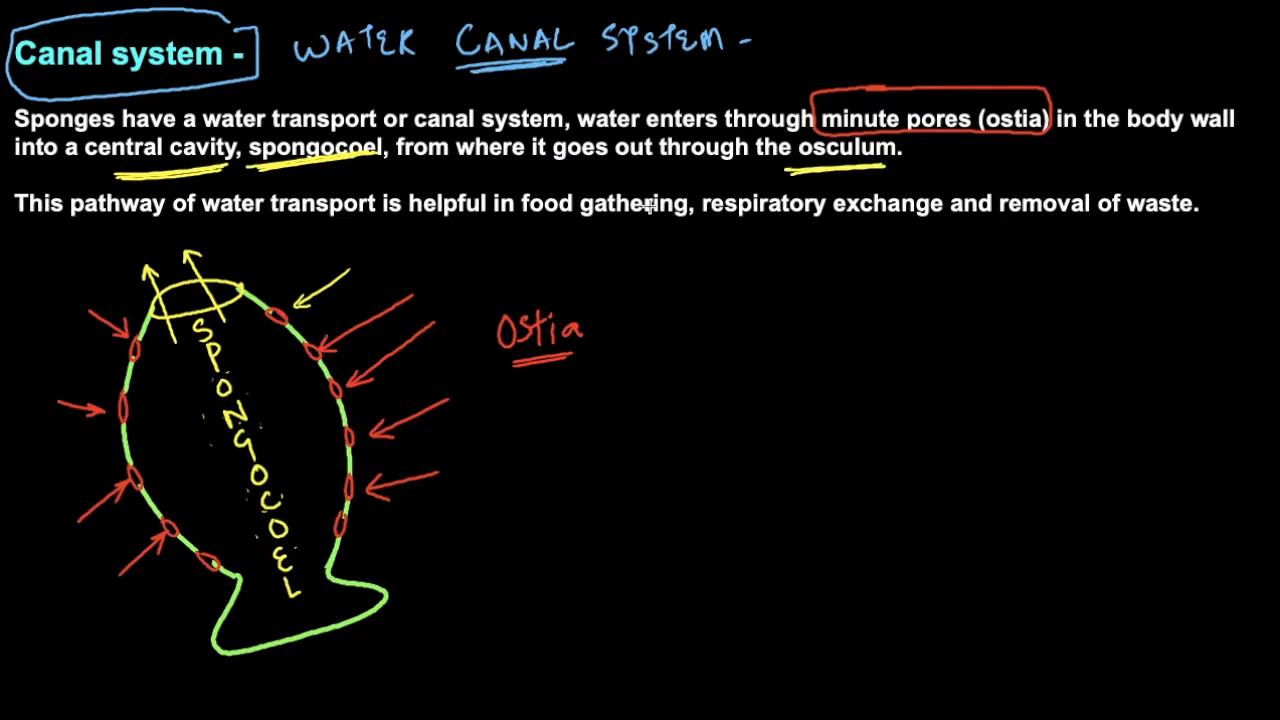 Canal system - WATER CANAL SYSTEM -
Sponges have a water transport or canal system, water enters through minute pores (ostia) in the body wall
into a central cavity, spongocoel, from where it goes out through the osculum.
This pathway of water transport is helpful in food gathering, respiratory exchange and removal of waste.
SPONGOCOEL
Ostia